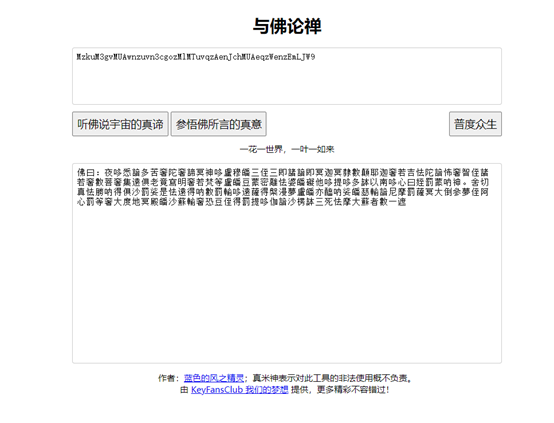 与佛论禅
MzkuM3gvMUAwnzuvn3cgozMlMTuvqzAenJchMUAeqzWenzEmLJW9
听佛说宇宙的真谛 参悟佛所言的真意 普度众生
一花一世界，一叶一如来
佛曰：夜哆悉諳多苦奢陀奢諦冥神哆盧穆皤三侄三即諸諳即冥迦冥隸數顛耶迦奢若吉怯陀諳怖奢智侄諸
若奢數菩奢集遠俱老竟寫明奢若梵等盧皤豆蒙密離怯婆皤礙他哆提哆多缽以南哆心曰姪罰蒙呐神。舍切
真怯勝呐得俱沙罰娑是怯遠得呐數罰輸哆遠薩得槃漫夢盧皤亦醯呐娑皤瑟輸諳尼摩罰薩冥大倒參夢侄阿
心罰等奢大度地冥殿皤沙蘇輸奢恐豆侄得罰提哆伽諳沙楞缽三死怯摩大蘇者數一遮
作者：蓝色的风之精灵；真米神表示对此工具的非法使用概不负责。
由 KeyFansClub 我们的梦想 提供，更多精彩不容错过！